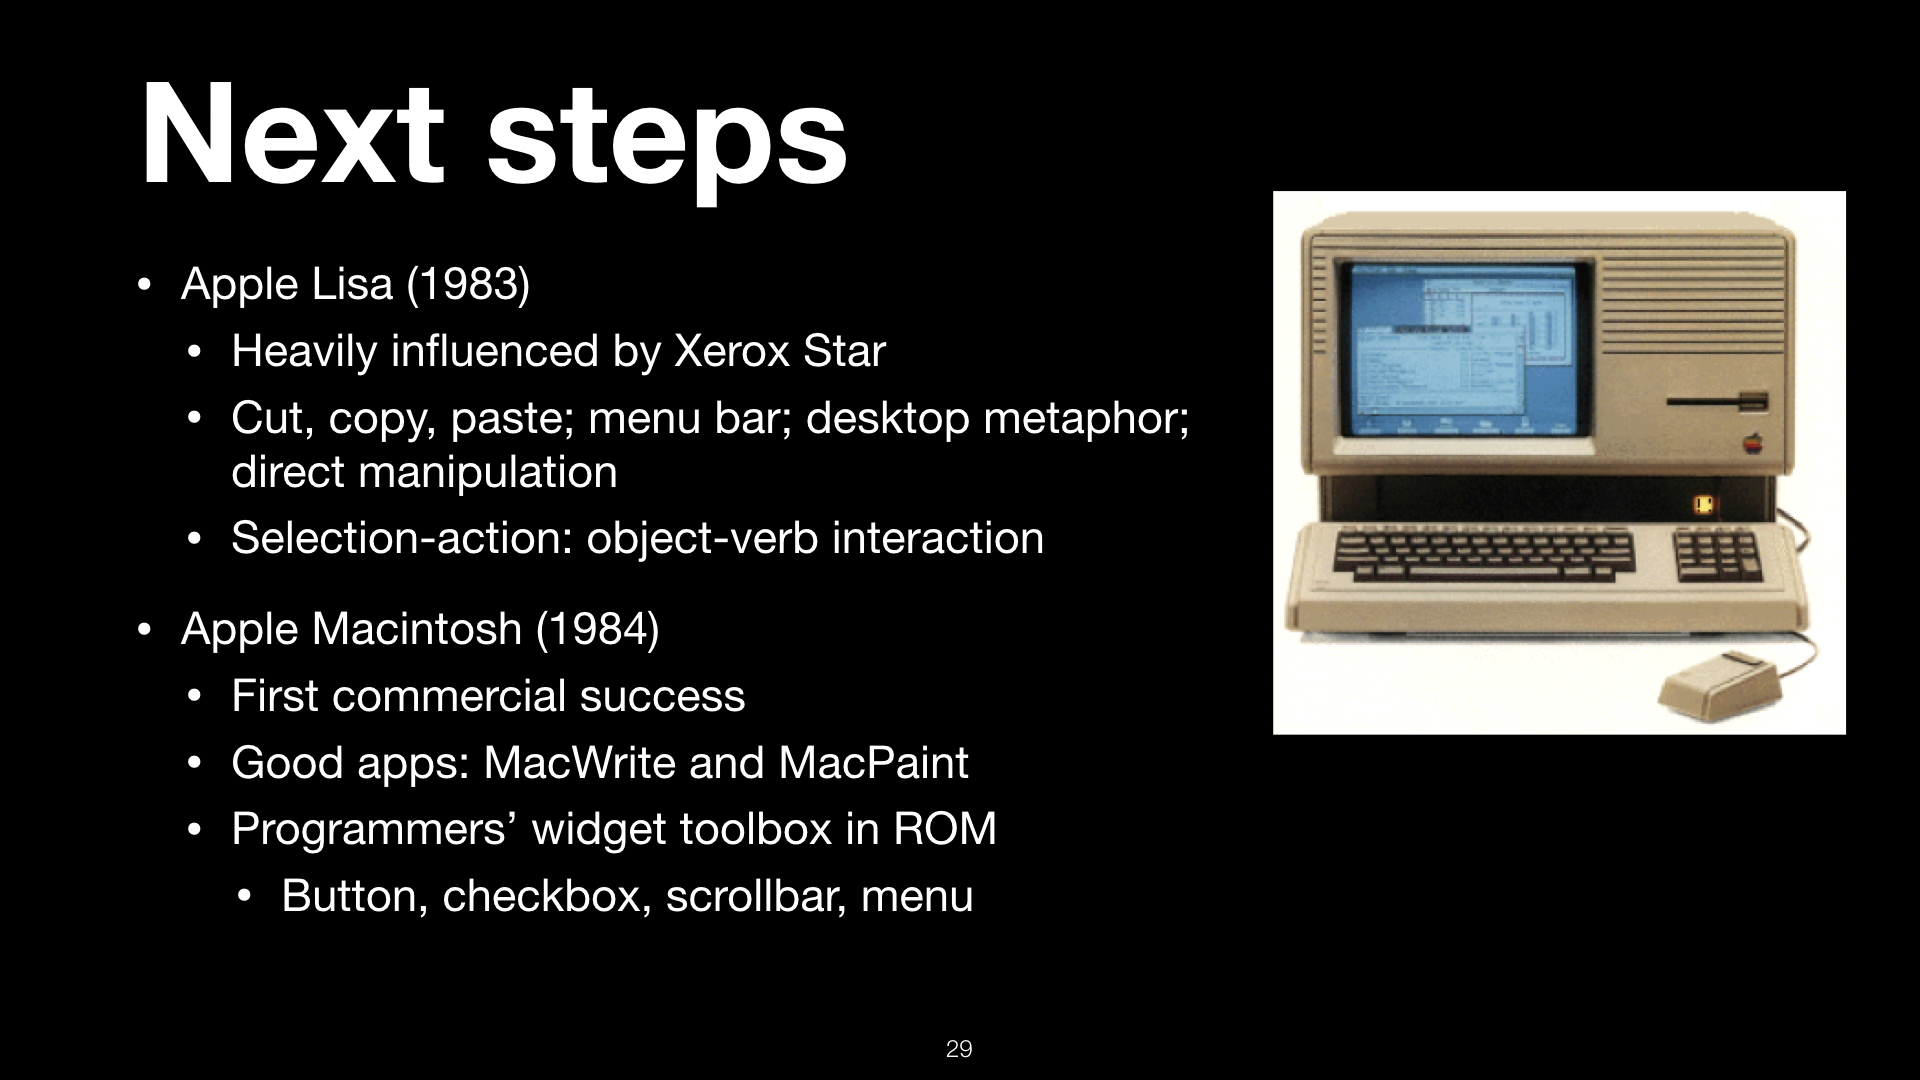 Next steps
• Apple Lisa (1983)
• Heavily influenced by Xerox Star
• Cut, copy, paste; menu bar; desktop metaphor;
direct manipulation
• Selection-action: object-verb interaction
• Apple Macintosh (1984)
• First commercial success
• Good apps: MacWrite and MacPaint
• Programmers’ widget toolbox in ROM
• Button, checkbox, scrollbar, menu
29